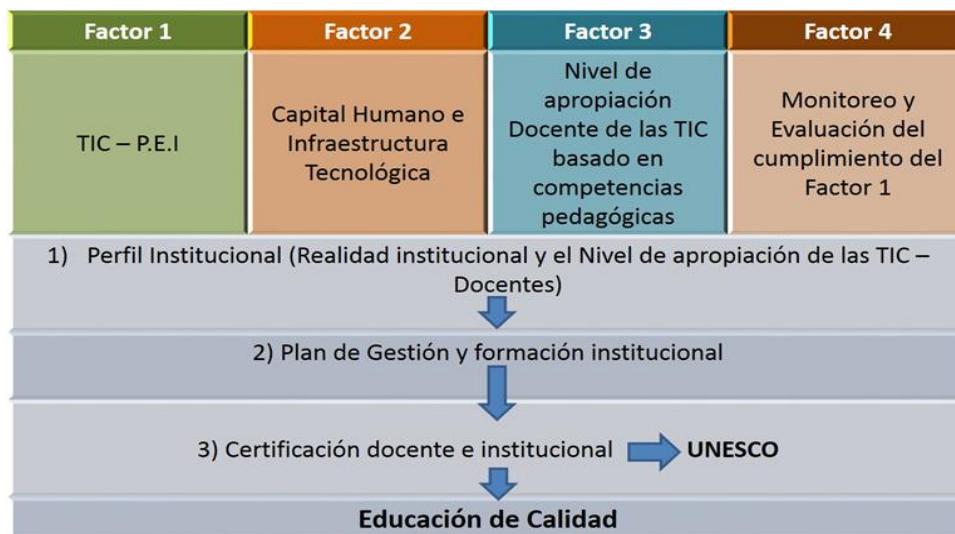 Factor 1
Factor 2
Factor 3
Factor 4
TIC – P.E.I
Capital Humano e
Infraestructura
Tecnológica
Nivel de
apropiación
Docente de las TIC
basado en
competencias
pedagógicas
Monitoreo y
Evaluación del
cumplimiento del
Factor 1
1) Perfil Institucional (Realidad institucional y el Nivel de apropiación de las TIC –
Docentes)
2) Plan de Gestión y formación institucional
3) Certificación docente e institucional
UNESCO
Educación de Calidad